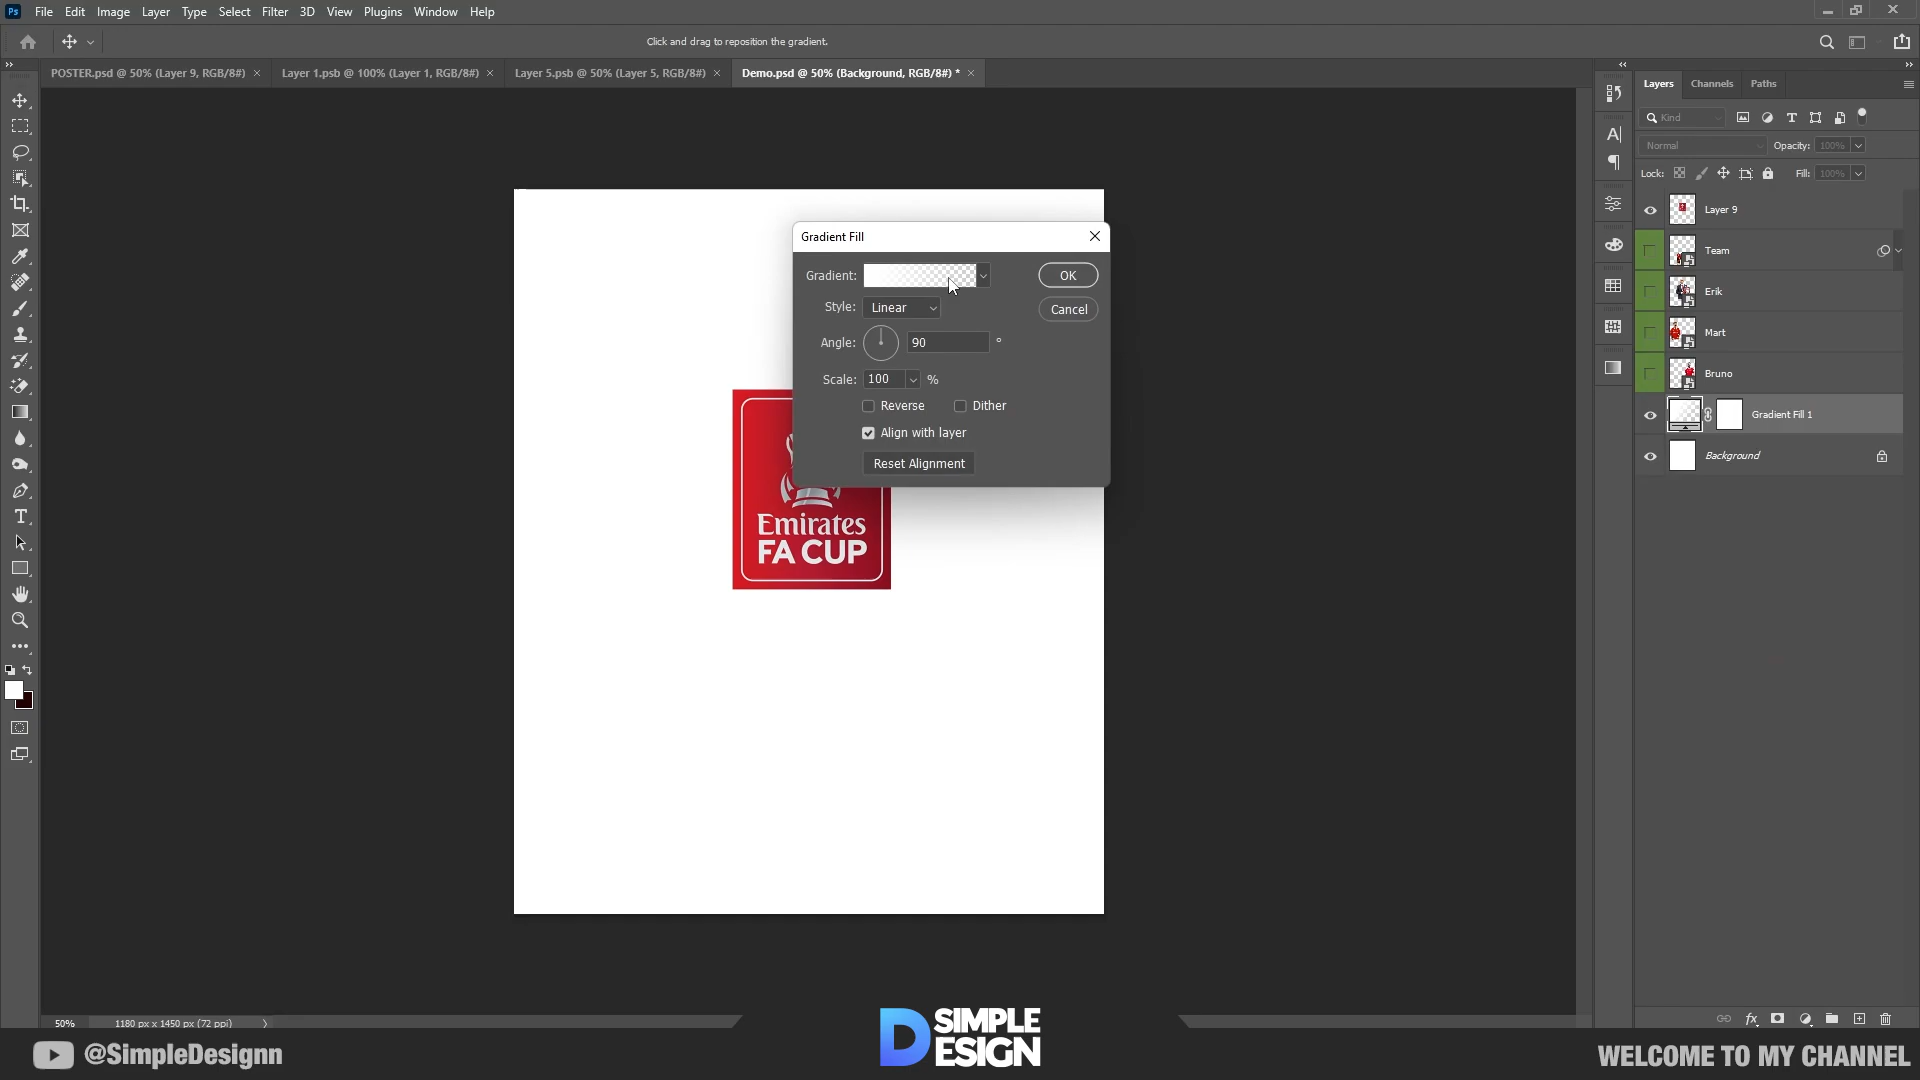 Ps File Edit Image Layer Type Select Filter 3D View Plugins Window Help
Click and drag to reposition the gradient.
POSTER.psd @ 50% (Layer 9, RGB/8#) × Layer 1.psb @ 100% (Layer 1, RGB/8#) × Layer 5.psb @ 50% (Layer 5, RGB/8#) × Demo.psd @ 50% (Background, RGB/8#) * ×
Layers Channels Paths
Kind
Normal Opacity: 100%
Lock: Fill: 100%
Layer 9
Team
Erik
Mart
Bruno
Gradient Fill 1
Background
Gradient Fill
Gradient: OK
Style: Linear Cancel
Angle: 90 °
Scale: 100 %
Reverse Dither
Align with layer
Reset Alignment
Emirates
FA CUP
50% 1180 px x 1450 px (72 ppi)
@SimpleDesignn
D SIMPLE
ESIGN
WELCOME TO MY CHANNEL